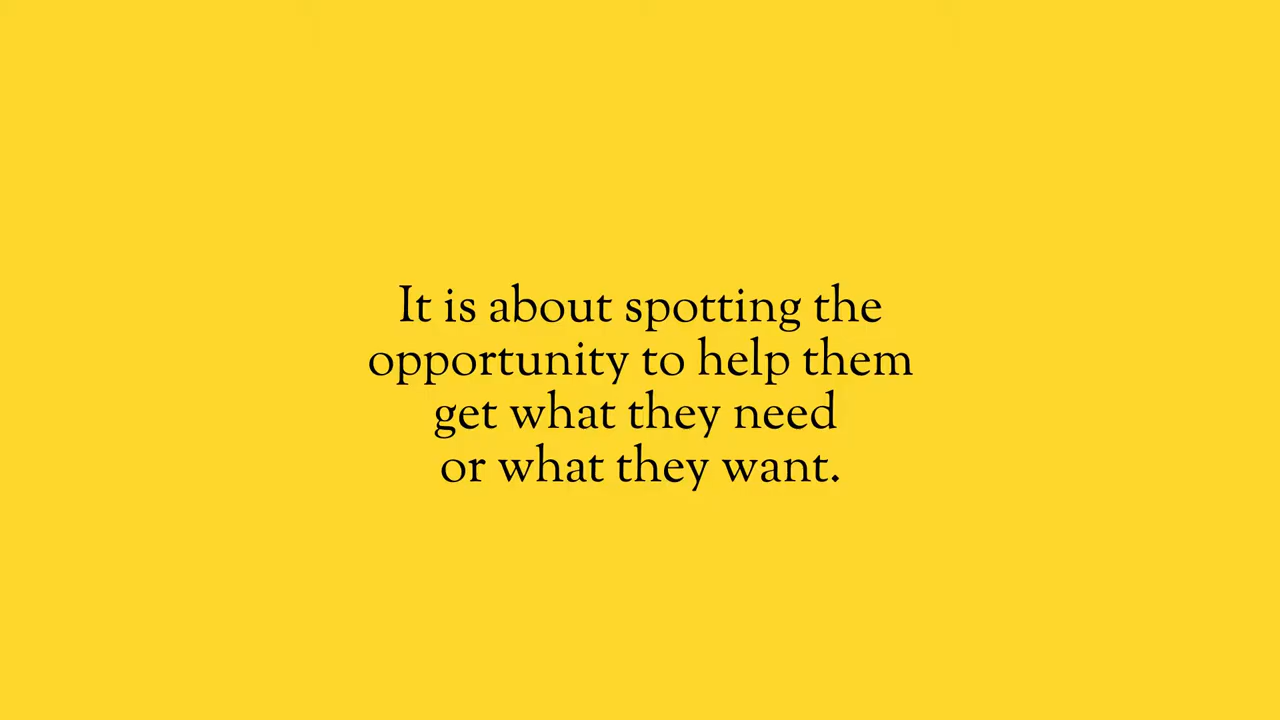 It is about spotting the
opportunity to help them
get what they need
or what they want.